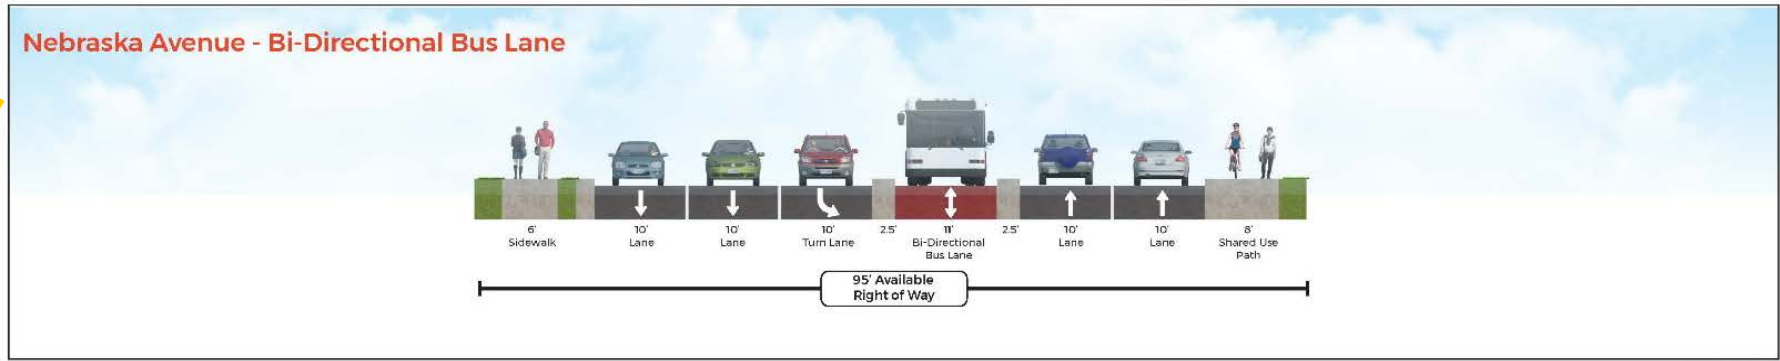 Nebraska Avenue - Bi-Directional Bus Lane
6'
Sidewalk
10'
Lane
10'
Lane
10'
Turn Lane
2.5'
11'
Bi-Directional
Bus Lane
2.5'
10'
Lane
10'
Lane
8'
Shared Use
Path
95' Available
Right of Way